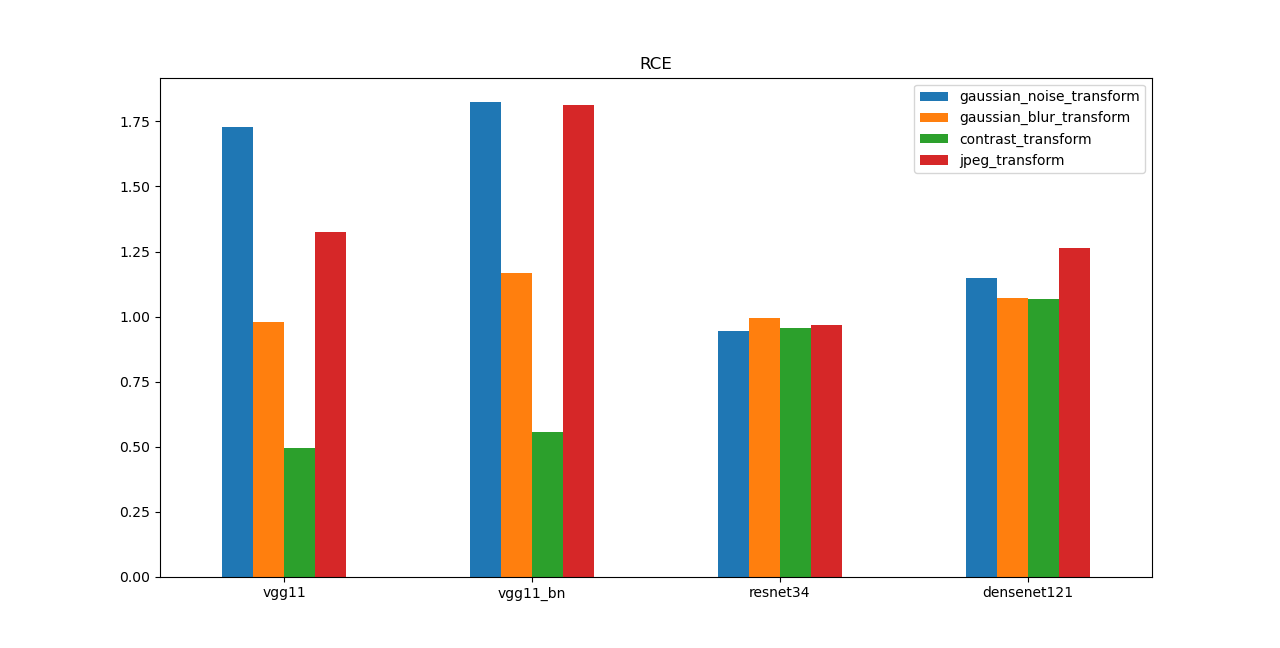 RCE
gaussian_noise_transform
gaussian_blur_transform
contrast_transform
jpeg_transform
1.75
1.50
1.25
1.00
0.75
0.50
0.25
0.00
vgg11
vgg11_bn
resnet34
densenet121